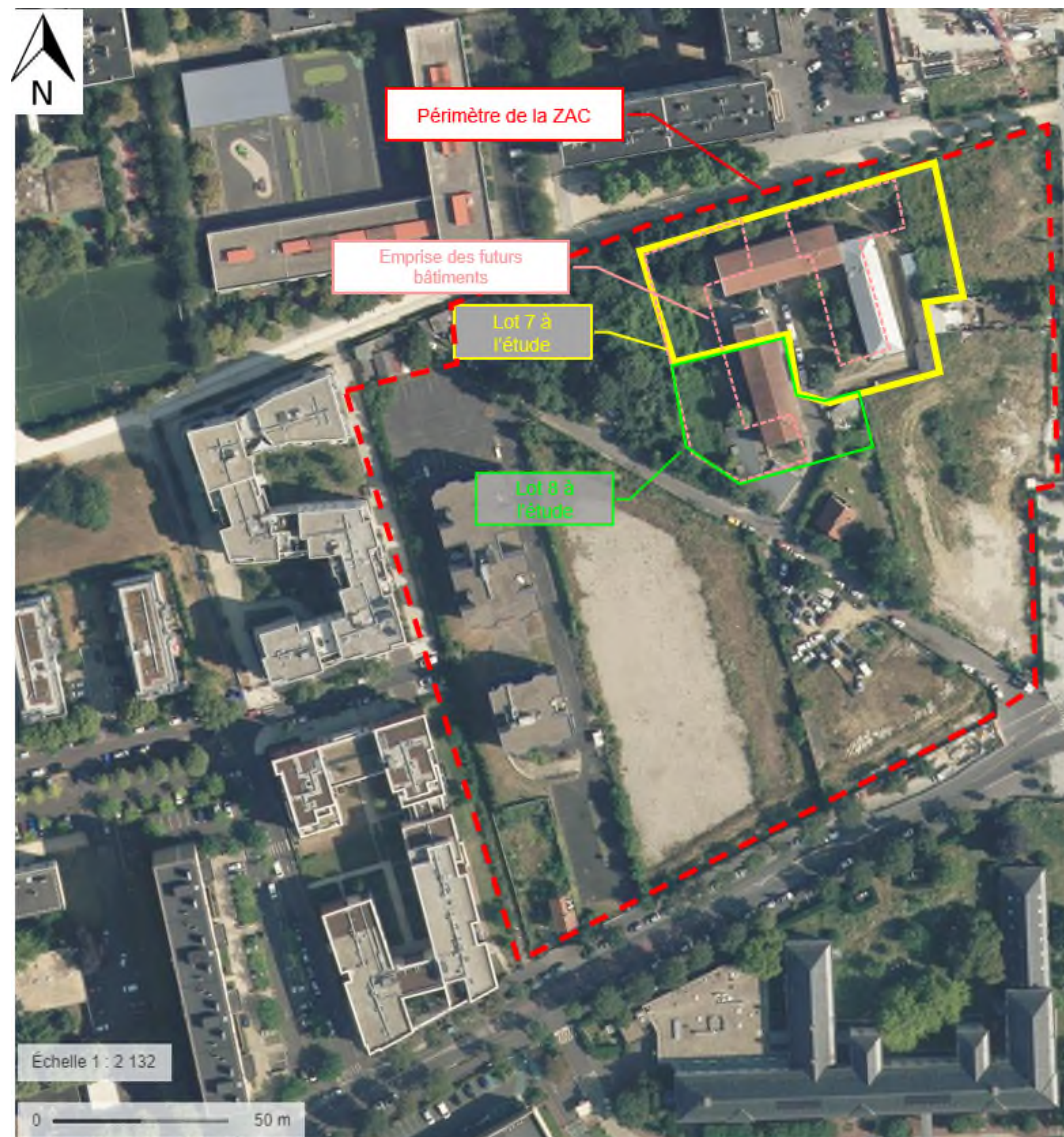 N
Périmètre de la ZAC
Emprise des futurs
bâtiments
Lot 7 à
l'étude
Lot 8 à
l'étude
Échelle 1 : 2 132
0 50 m